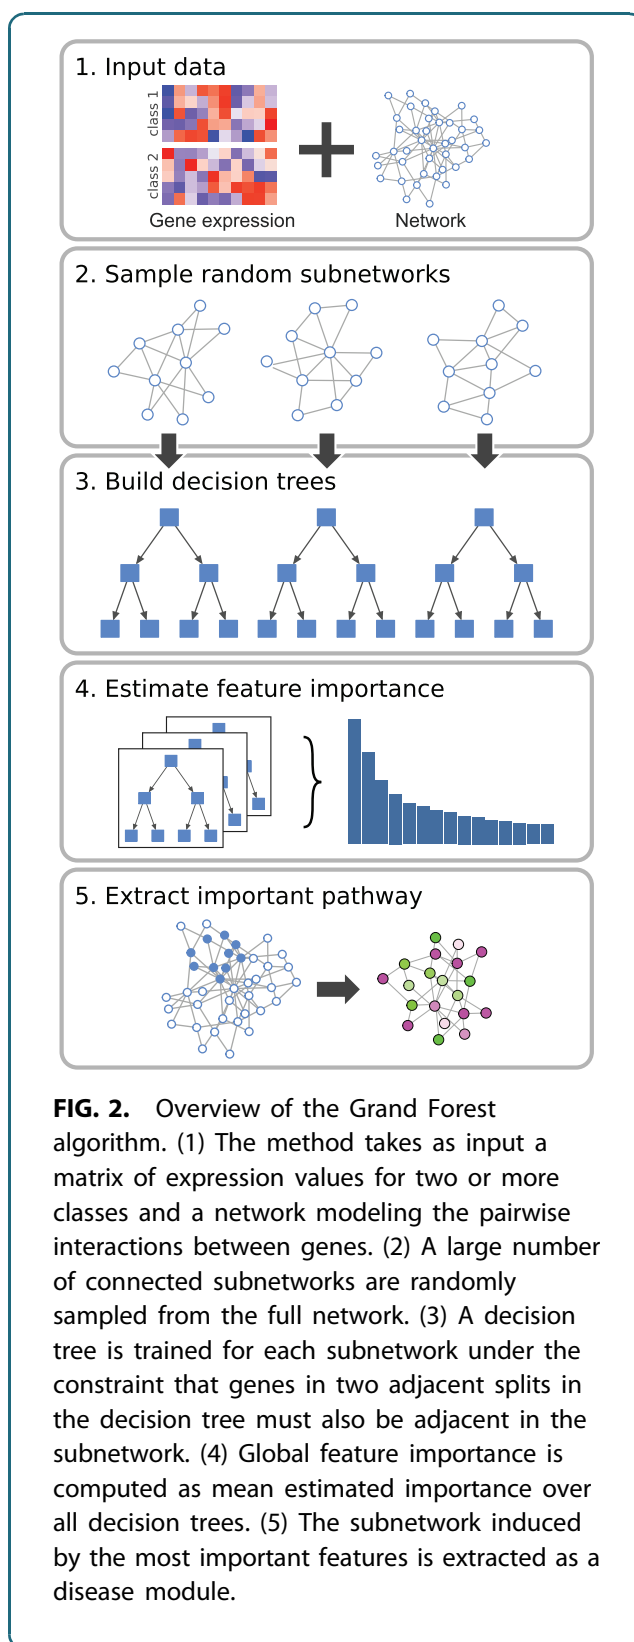 1. Input data
class 1
class 2
Gene expression
Network
2. Sample random subnetworks
3. Build decision trees
4. Estimate feature importance
5. Extract important pathway
FIG. 2. Overview of the Grand Forest
algorithm. (1) The method takes as input a
matrix of expression values for two or more
classes and a network modeling the pairwise
interactions between genes. (2) A large number
of connected subnetworks are randomly
sampled from the full network. (3) A decision
tree is trained for each subnetwork under the
constraint that genes in two adjacent splits in
the decision tree must also be adjacent in the
subnetwork. (4) Global feature importance is
computed as mean estimated importance over
all decision trees. (5) The subnetwork induced
by the most important features is extracted as a
disease module.